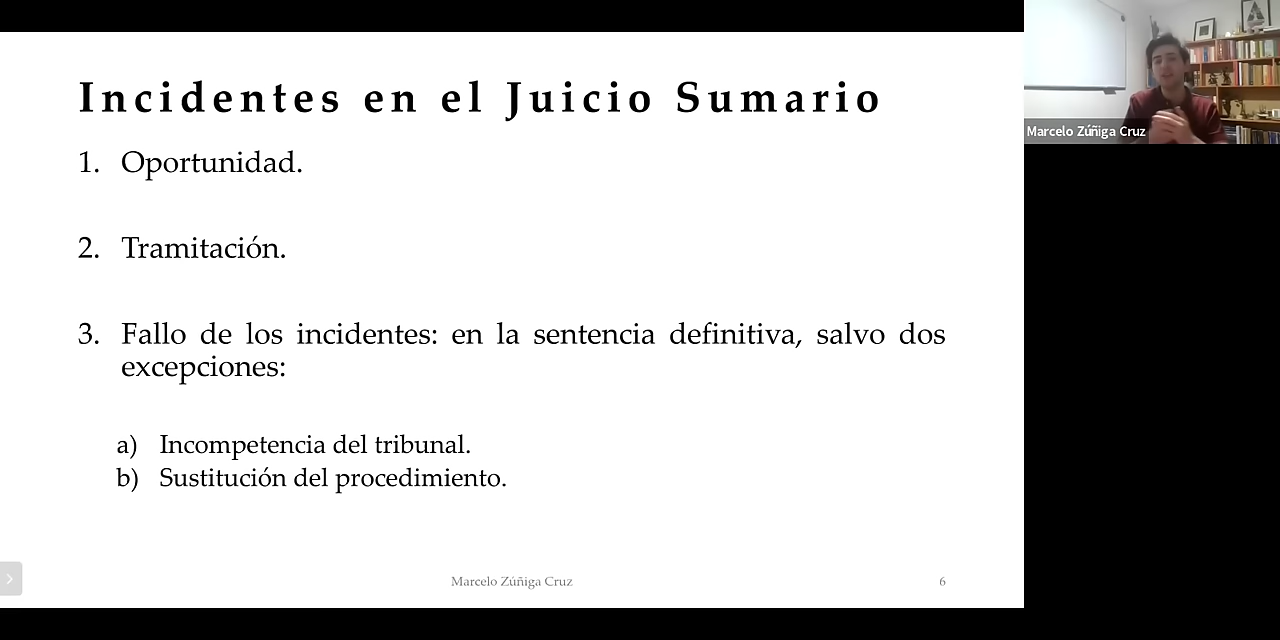 Incidentes en el Juicio Sumario
1. Oportunidad.
2. Tramitación.
3. Fallo de los incidentes: en la sentencia definitiva, salvo dos
excepciones:
a) Incompetencia del tribunal.
b) Sustitución del procedimiento.
Marcelo Zúñiga Cruz
6
Marcelo Zúñiga Cruz